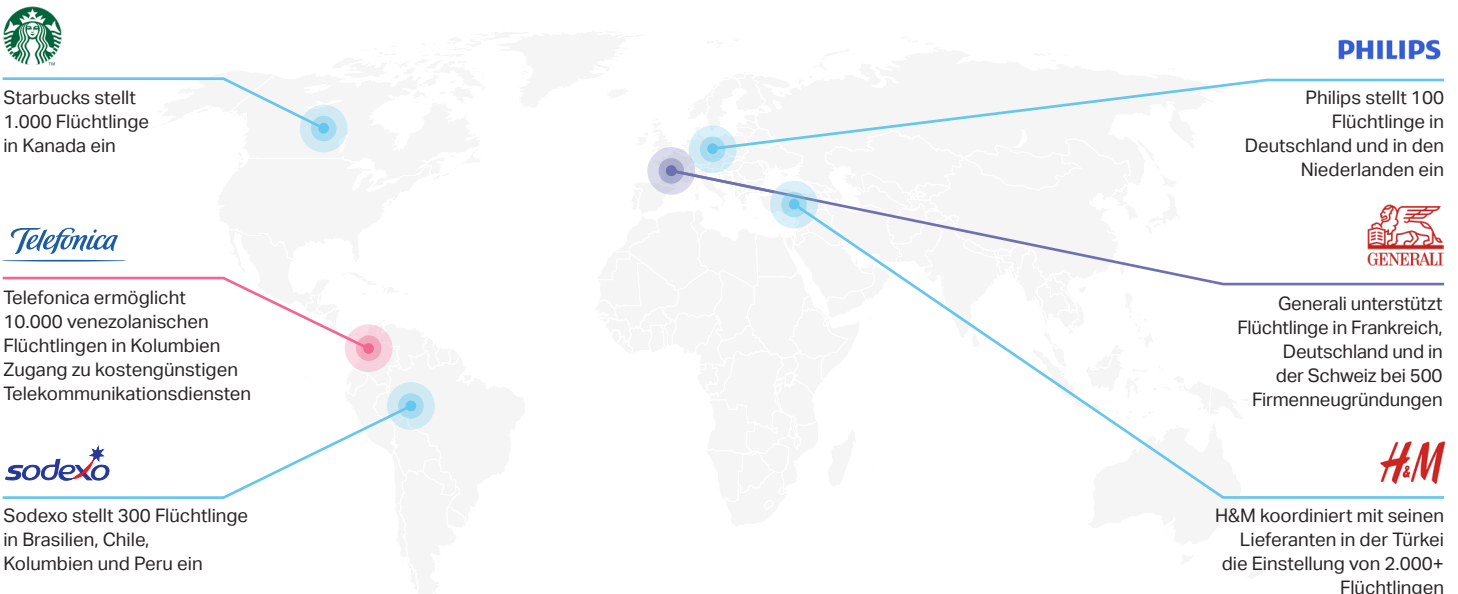 Starbucks stellt
1.000 Flüchtlinge
in Kanada ein
Telefónica
Telefonica ermöglicht
10.000 venezolanischen
Flüchtlingen in Kolumbien
Zugang zu kostengünstigen
Telekommunikationsdiensten
sodexo
Sodexo stellt 300 Flüchtlinge
in Brasilien, Chile,
Kolumbien und Peru ein
PHILIPS
Philips stellt 100
Flüchtlinge in
Deutschland und in den
Niederlanden ein
GENERALI
Generali unterstützt
Flüchtlinge in Frankreich,
Deutschland und in
der Schweiz bei 500
Firmenneugründungen
H&M
H&M koordiniert mit seinen
Lieferanten in der Türkei
die Einstellung von 2.000+
Flüchtlingen